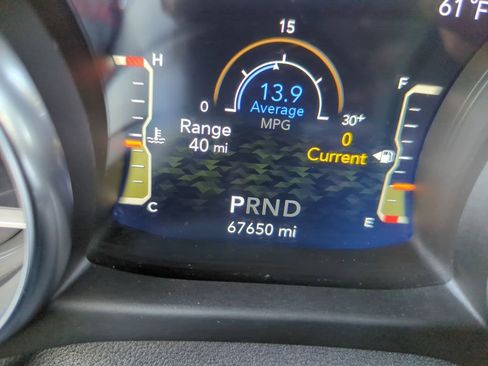 61°F
15
H
F
13.9
Average
MPG
0
30+
Range
40 mi
0
Current
C
E
PRND
67650 mi